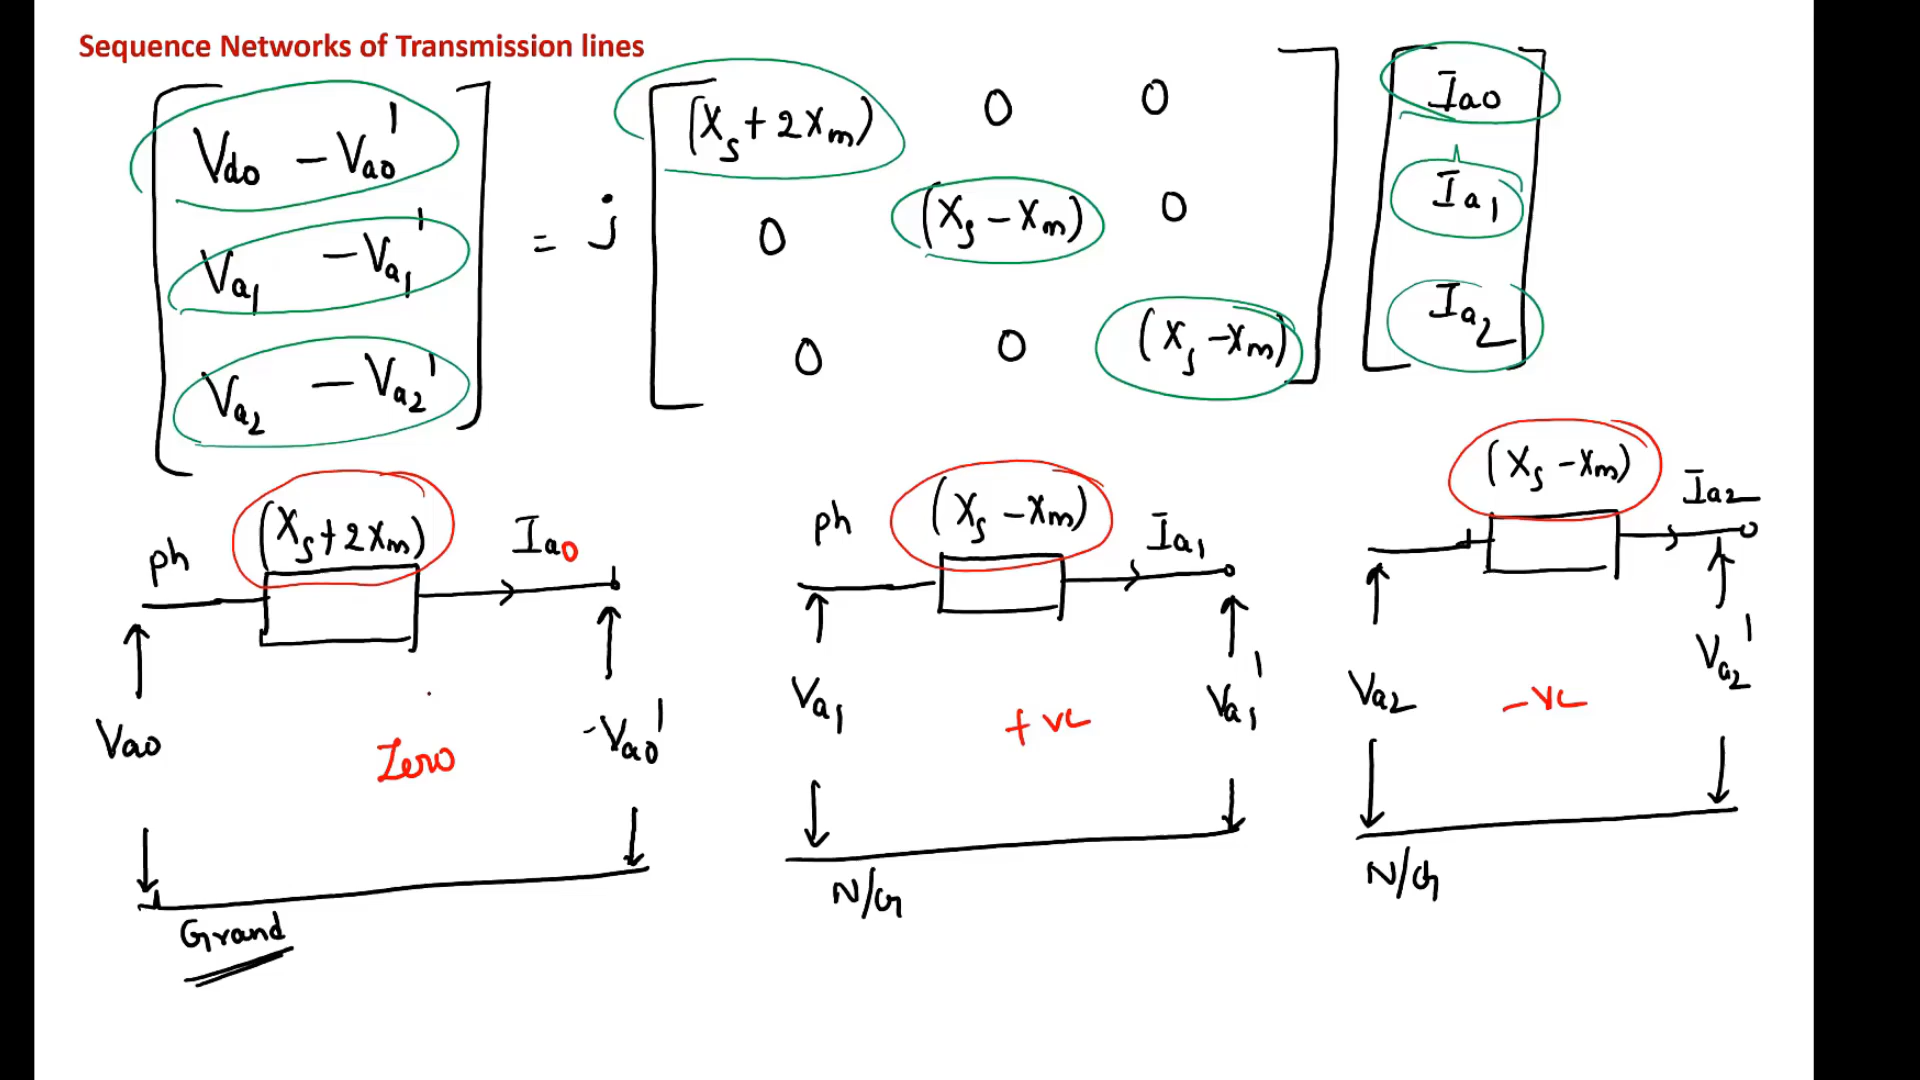 Sequence Networks of Transmission lines
Vdo - Vao' (Xs + 2Xm) 0 0 Iao
Va1 - Va1' = j 0 (Xs - Xm) 0 Ia1
Va2 - Va2' 0 0 (Xs - Xm) Ia2
ph (Xs + 2Xm) Iao
ph (Xs - Xm) Ia1
(Xs - Xm) Ia2
Vao Zero -Vao'
Va1 +ve Va1'
Va2 -ve Va2'
Grand
N/G
N/G